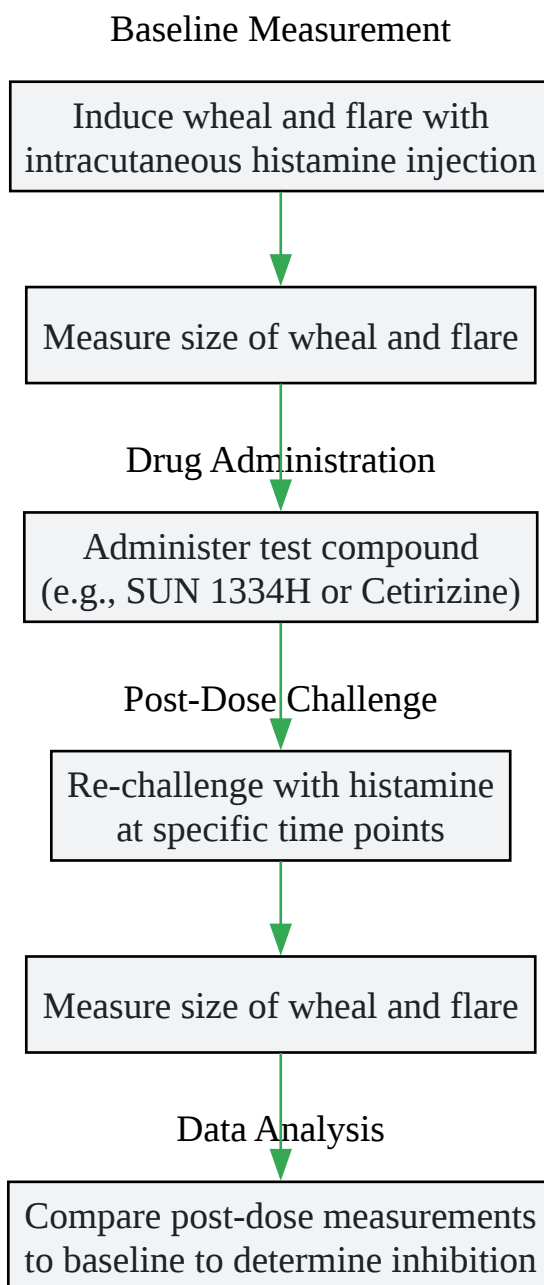 Baseline Measurement
Induce wheal and flare with
intracutaneous histamine injection
Measure size of wheal and flare
Drug Administration
Administer test compound
(e.g., SUN 1334H or Cetirizine)
Post-Dose Challenge
Re-challenge with histamine
at specific time points
Measure size of wheal and flare
Data Analysis
Compare post-dose measurements
to baseline to determine inhibition